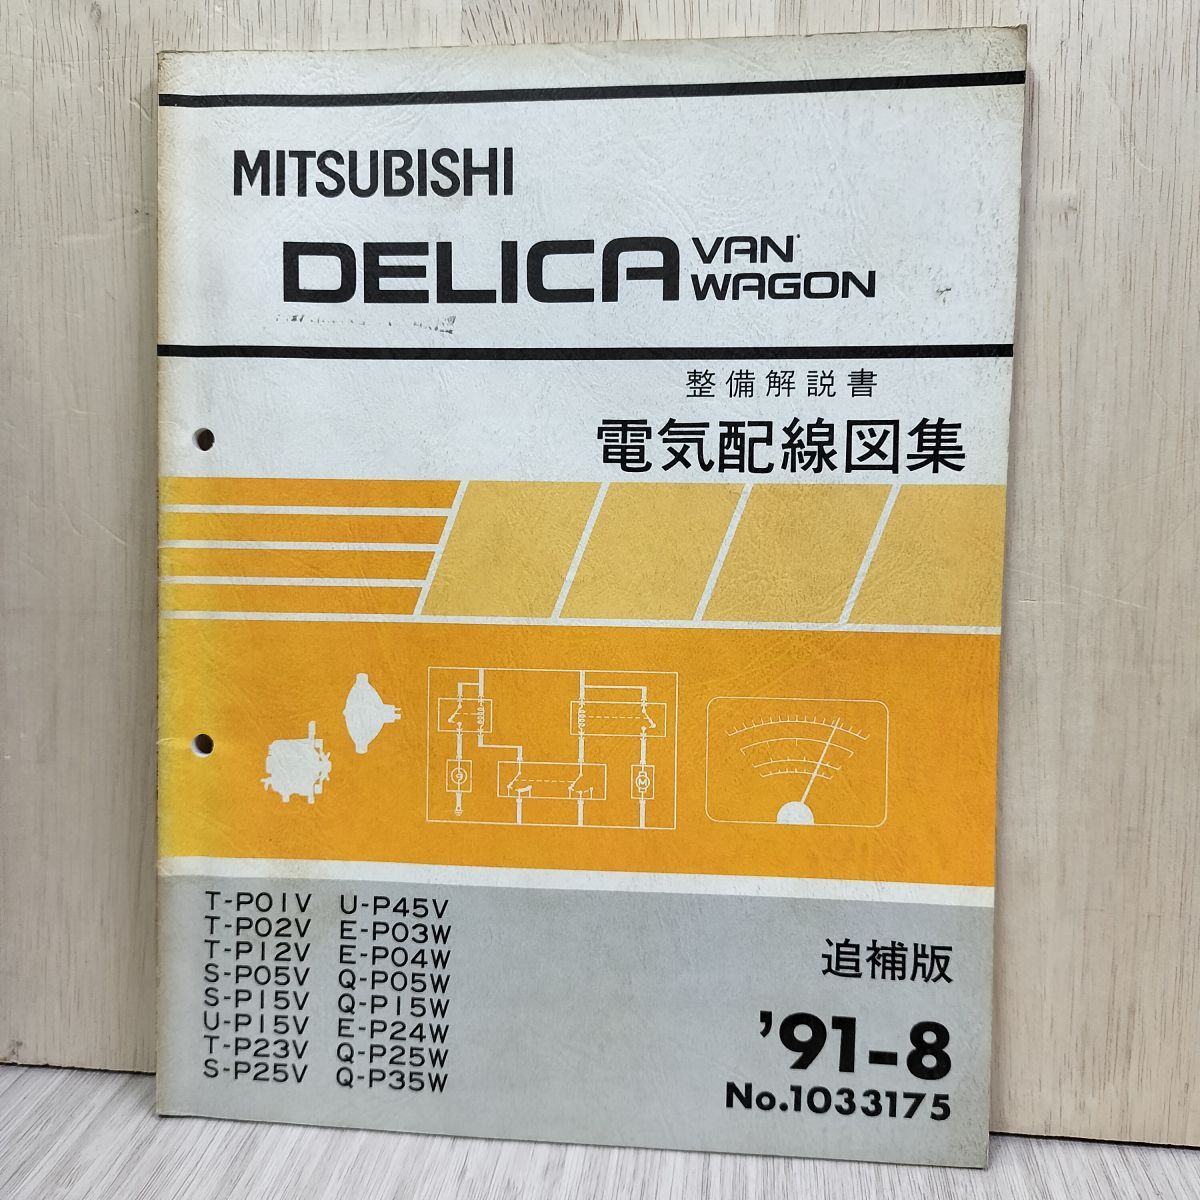 MITSUBISHI
DELICA VAN WAGON
整備解説書
電気配線図集
M
T-P01V U-P45V
T-P02V E-P03W
T-P12V E-P04W
S-P05V Q-P05W
S-P15V Q-P15W
U-P15V E-P24W
T-P23V Q-P25W
S-P25V Q-P35W
追補版
'91-8
No.1033175